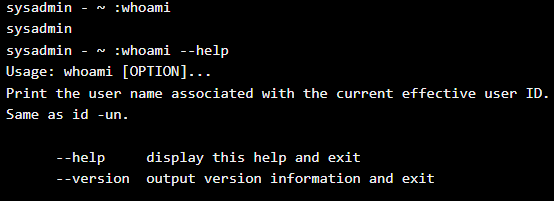 sysadmin - ~ :whoami
sysadmin
sysadmin - ~ :whoami --help
Usage: whoami [OPTION]...
Print the user name associated with the current effective user ID.
Same as id -un.
--help display this help and exit
--version output version information and exit